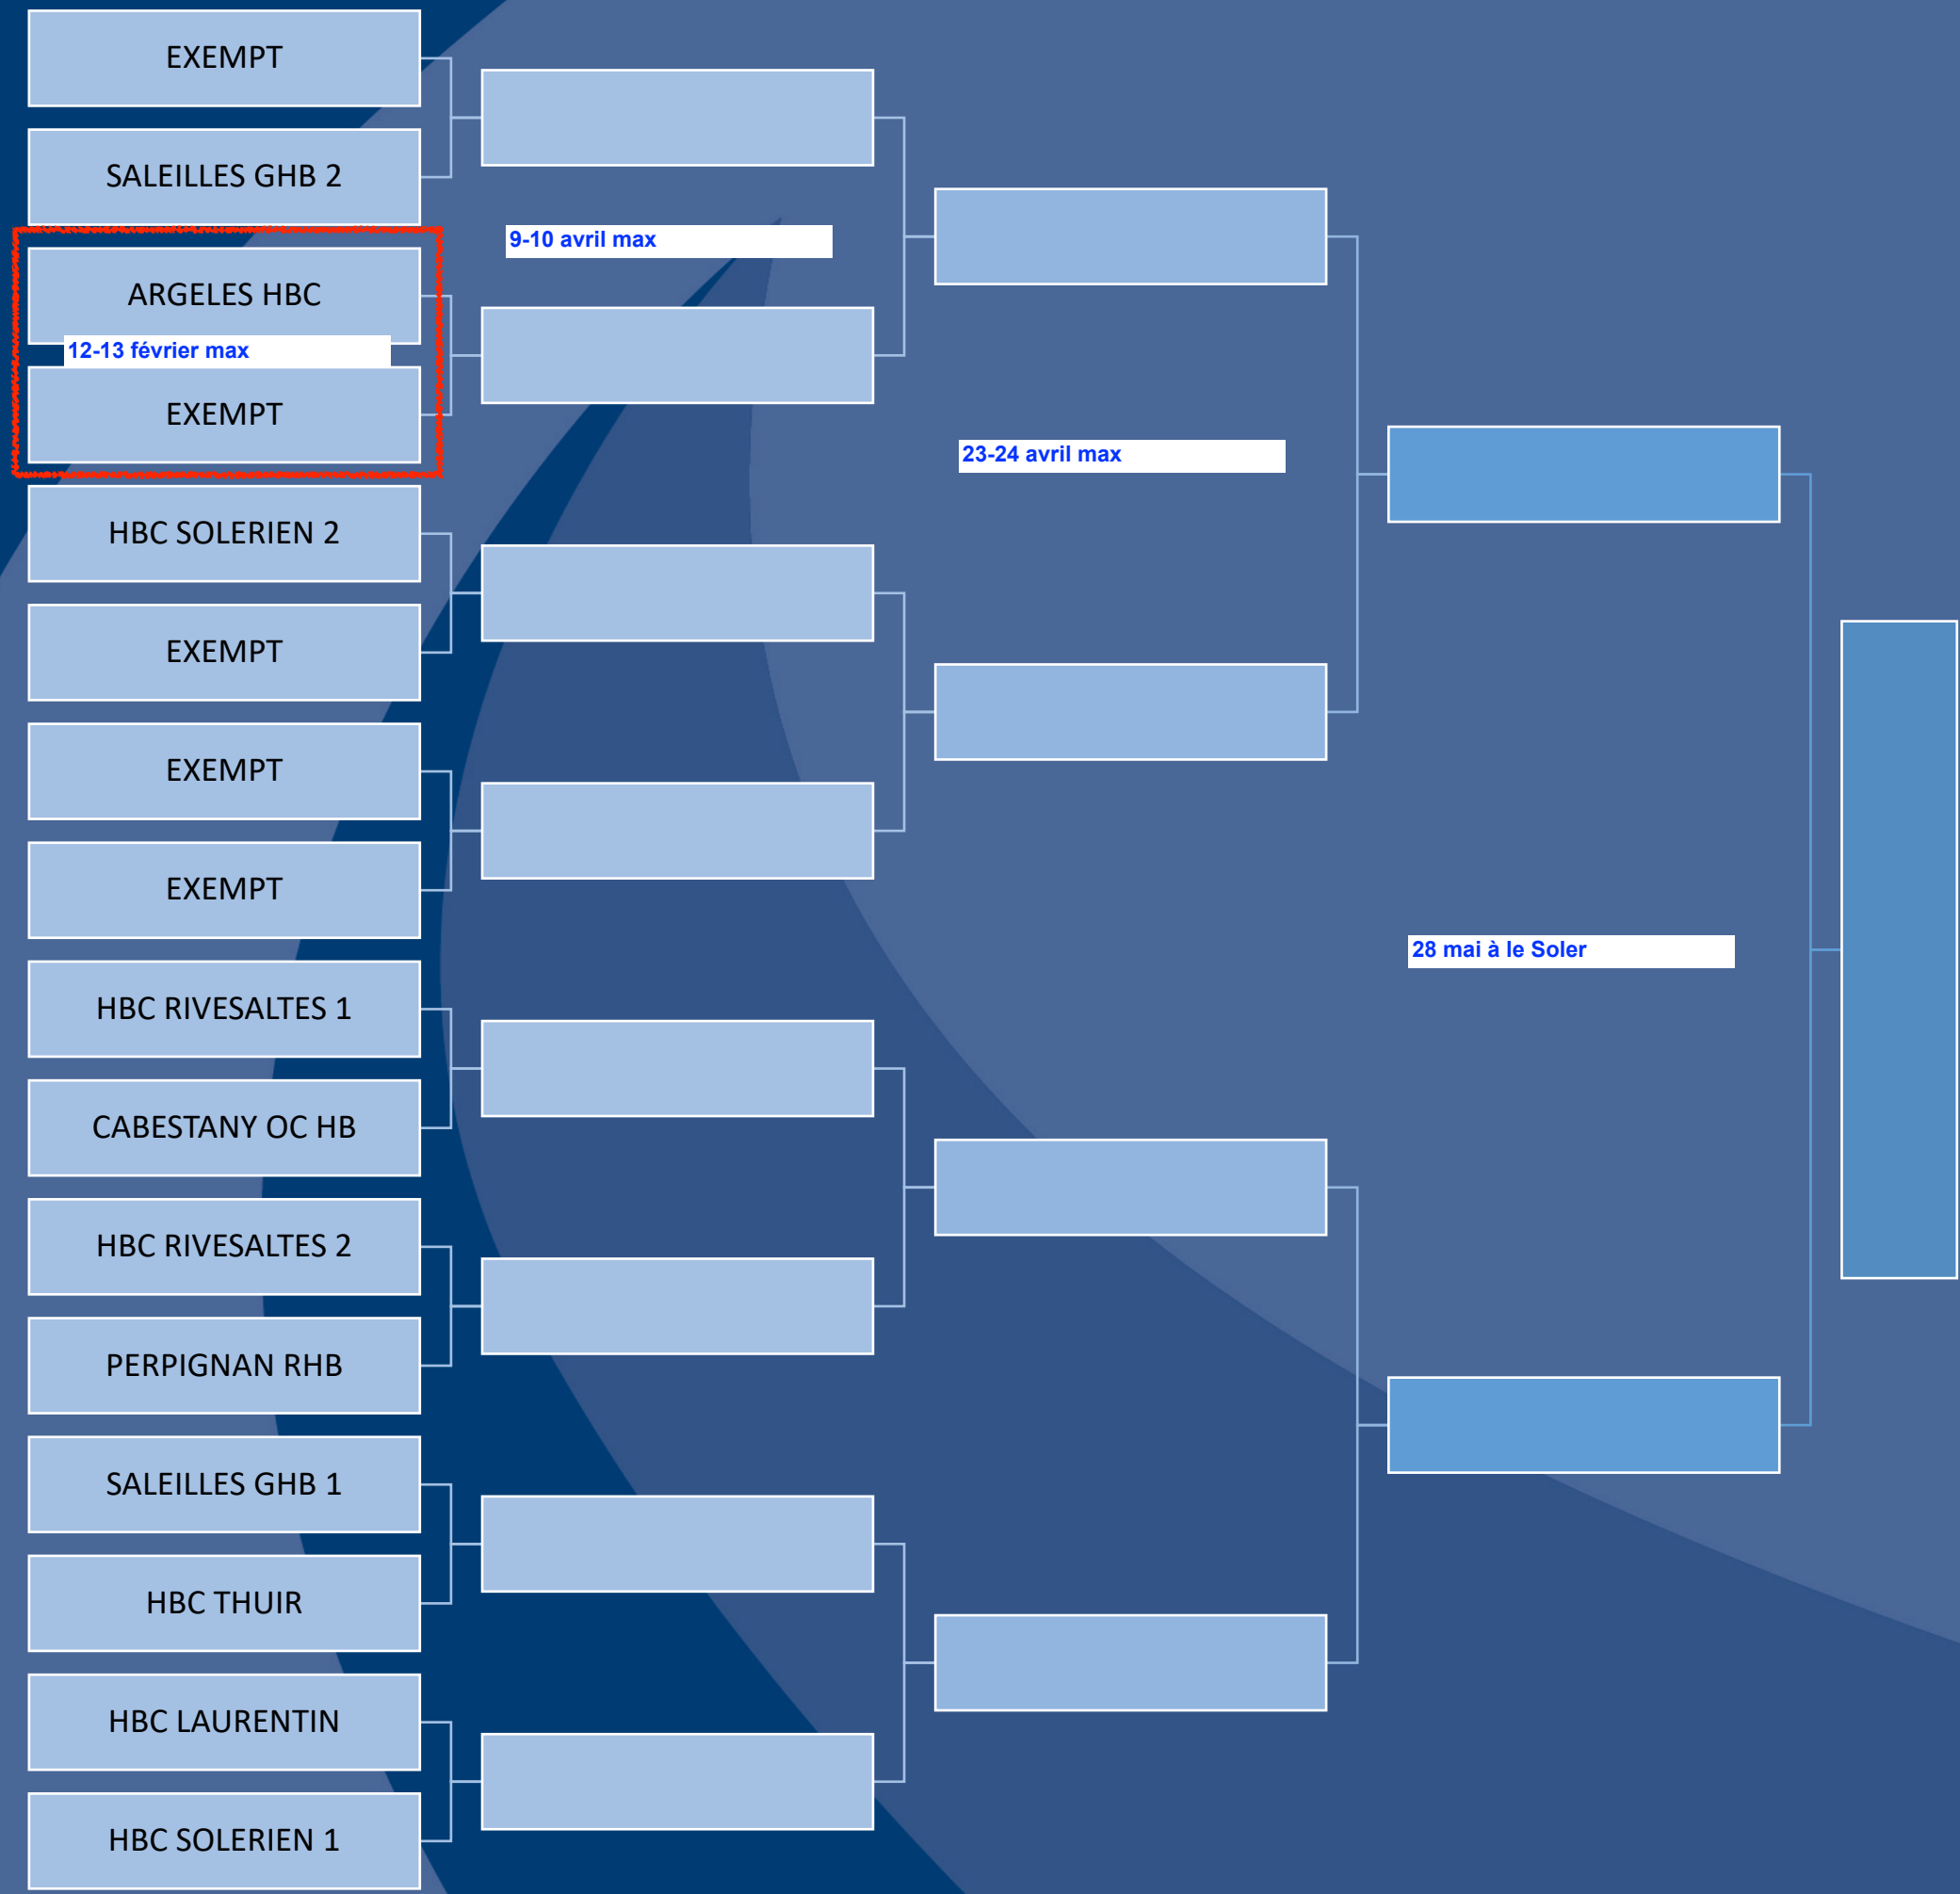 EXEMPT
SALEILLES GHB 2
9-10 avril max
ARGELES HBC
12-13 février max
EXEMPT
23-24 avril max
HBC SOLERIEN 2
EXEMPT
EXEMPT
EXEMPT
28 mai à le Soler
HBC RIVESALTES 1
CABESTANY OC HB
HBC RIVESALTES 2
PERPIGNAN RHB
SALEILLES GHB 1
HBC THUIR
HBC LAURENTIN
HBC SOLERIEN 1